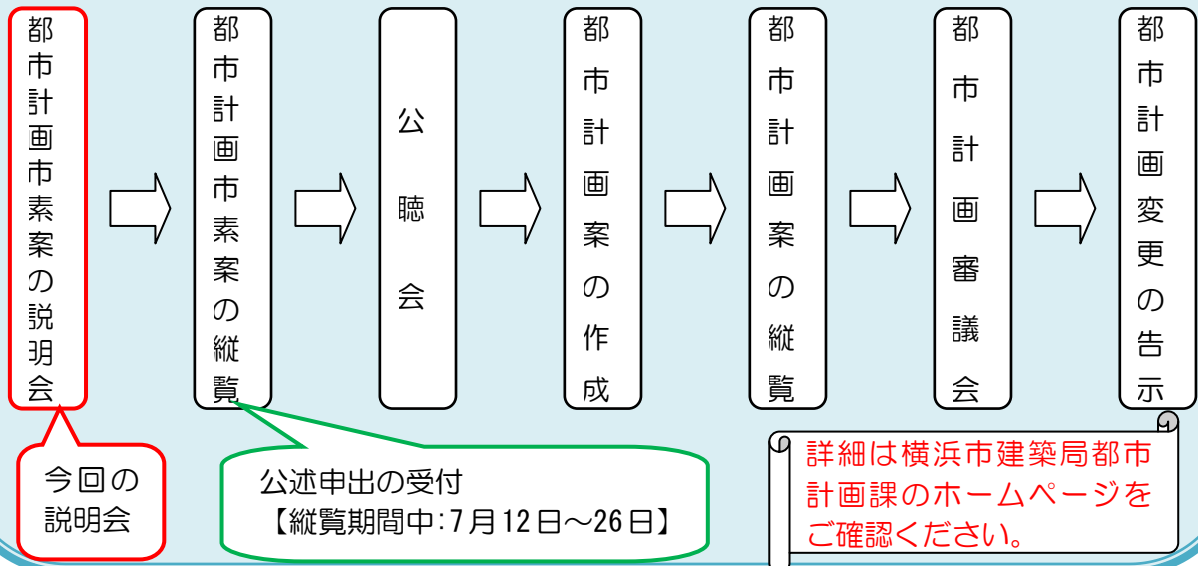 都市計画市素案の説明会
都市計画市素案の縦覧
公聴会
都市計画案の作成
都市計画案の縦覧
都市計画審議会
都市計画変更の告示
今回の
説明会
公述申出の受付
【縦覧期間中:7月12日～26日】
詳細は横浜市建築局都市
計画課のホームページを
ご確認ください。